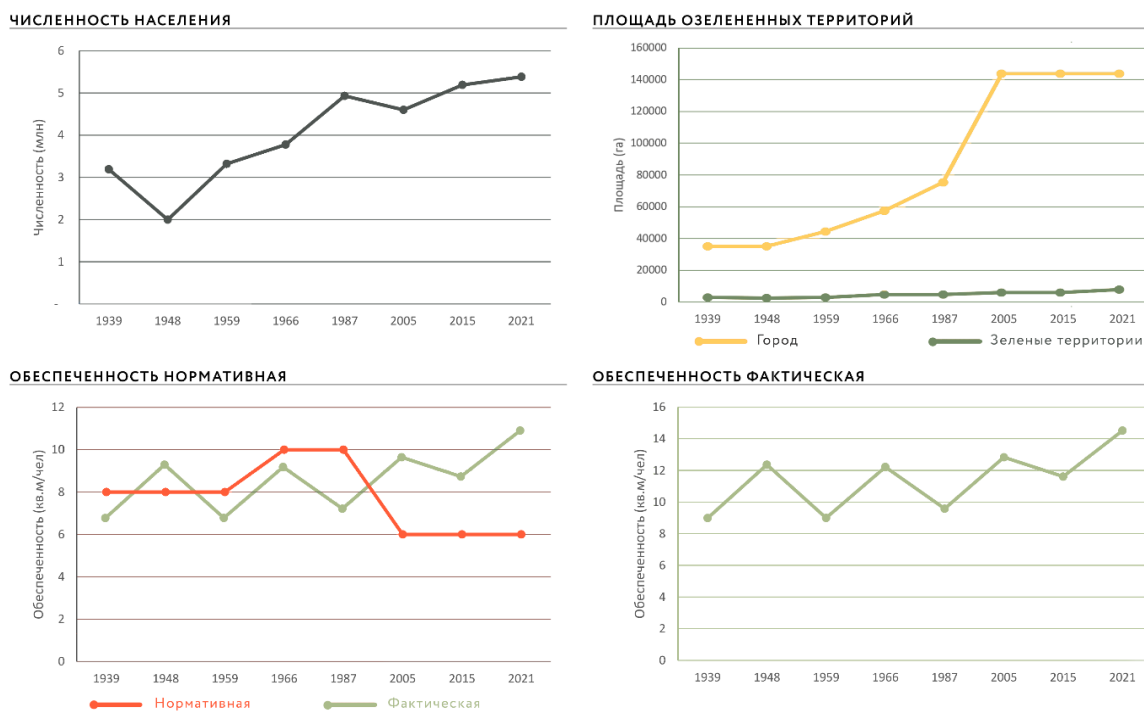 ЧИСЛЕННОСТЬ НАСЕЛЕНИЯ
6
5
4
3
2
1
-
Численность (млн)
1939 1948 1959 1966 1987 2005 2015 2021
ПЛОЩАДЬ ОЗЕЛЕНЕННЫХ ТЕРРИТОРИЙ
160000
140000
120000
100000
80000
60000
40000
20000
0
Площадь (га)
1939 1948 1959 1966 1987 2005 2015 2021
Город Зеленые территории
ОБЕСПЕЧЕННОСТЬ НОРМАТИВНАЯ
12
10
8
6
4
2
0
Обеспеченность (кв.м/чел)
1939 1948 1959 1966 1987 2005 2015 2021
Нормативная Фактическая
ОБЕСПЕЧЕННОСТЬ ФАКТИЧЕСКАЯ
16
14
12
10
8
6
4
2
0
Обеспеченность (кв.м/чел)
1939 1948 1959 1966 1987 2005 2015 2021